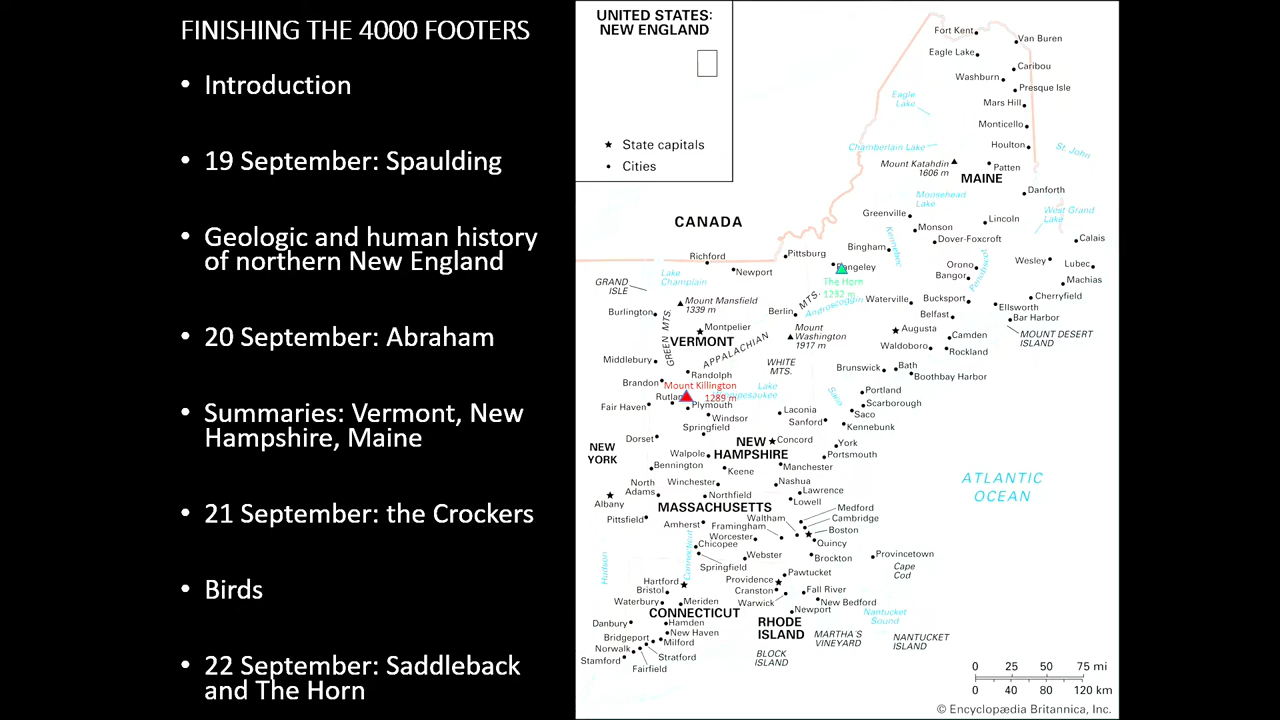 FINISHING THE 4000 FOOTERS
• Introduction
• 19 September: Spaulding
• Geologic and human history
of northern New England
• 20 September: Abraham
• Summaries: Vermont, New
Hampshire, Maine
• 21 September: the Crockers
• Birds
• 22 September: Saddleback
and The Horn
UNITED STATES:
NEW ENGLAND
State capitals
Cities
Fort Kent
Van Buren
Eagle Lake
Caribou
Washburn
Presque Isle
Eagle
Lake
Mars Hill
Monticello
Houlton
Chamberlain Lake
St. John
Mount Katahdin
1606 m
Patten
MAINE
Danforth
Moosehead
Lake
West Grand
Lake
Greenville
Lincoln
CANADA
Monson
Kennebec
Calais
Dover-Foxcroft
Bingham
Pittsburg
Richford
Newport
Rangeley
Orono
Bangor
Penobscot
Wesley
Lubec
Machias
Lake
Champlain
GRAND
ISLE
The Horn
1232 m
MTS.
Androscoggin
Waterville
Bucksport
Cherryfield
Ellsworth
Mount Mansfield
1339 m
Burlington
Berlin
Belfast
Bar Harbor
Montpelier
Mount
Washington
1917 m
Augusta
Camden
MOUNT DESERT
ISLAND
GREEN MTS.
VERMONT
APPALACHIAN
Waldoboro
Rockland
Middlebury
WHITE
MTS.
Brunswick
Bath
Boothbay Harbor
Randolph
Brandon
Mount Killington
1289 m
Lake
Saco
Portland
Rutland
Plymouth
Scarborough
Fair Haven
Laconia
Saco
Windsor
Sanford
Kennebunk
Springfield
Dorset
NEW
HAMPSHIRE
Concord
York
NEW
YORK
Walpole
Portsmouth
Bennington
Keene
Manchester
ATLANTIC
OCEAN
North
Adams
Winchester
Nashua
Albany
Northfield
Lawrence
Lowell
MASSACHUSETTS
Medford
Pittsfield
Waltham
Cambridge
Amherst
Framingham
Boston
Worcester
Quincy
Chicopee
Hudson
Connecticut
Webster
Brockton
Provincetown
Springfield
Cape
Cod
Pawtucket
Hartford
Providence
Bristol
Cranston
Fall River
Waterbury
Meriden
Warwick
New Bedford
CONNECTICUT
Newport
Nantucket
Sound
Danbury
Hamden
RHODE
ISLAND
New Haven
MARTHA'S
VINEYARD
NANTUCKET
ISLAND
Bridgeport
Milford
Norwalk
Stratford
BLOCK
ISLAND
Stamford
Fairfield
0 25 50 75 mi
0 40 80 120 km
© Encyclopædia Britannica, Inc.